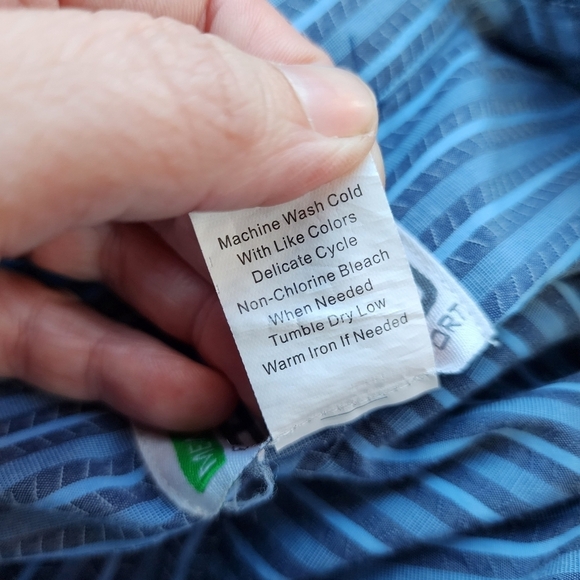 Machine Wash Cold
With Like Colors
Delicate Cycle
Non-Chlorine Bleach
When Needed
Tumble Dry Low
Warm Iron If Needed